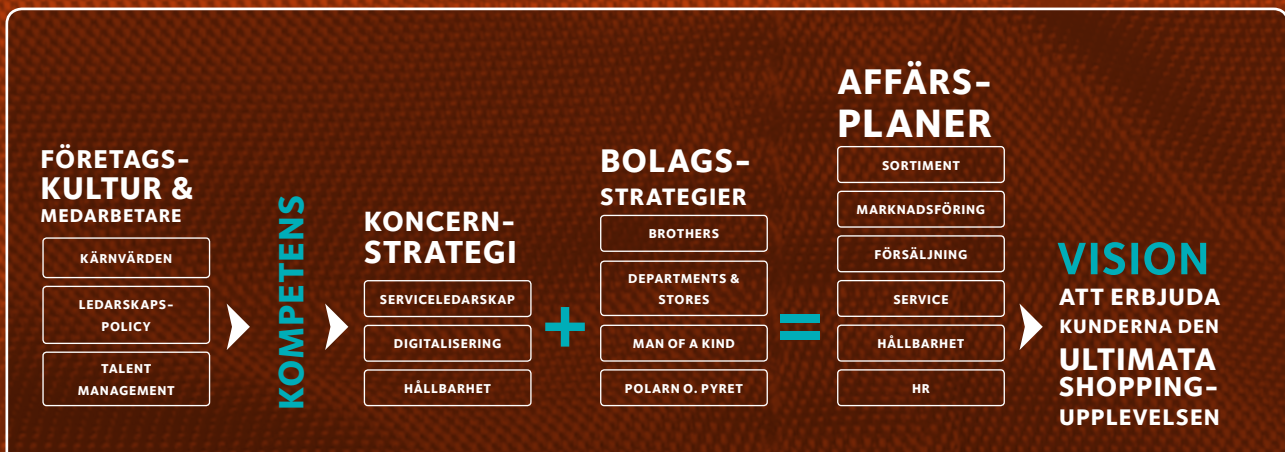 FÖRETAGS-
KULTUR &
MEDARBETARE
KÄRNVÄRDEN
LEDARSKAPS-
POLICY
TALENT
MANAGEMENT
KOMPETENS
KONCERN-
STRATEGI
SERVICELEDARSKAP
DIGITALISERING
HÅLLBARHET
+
BOLAGS-
STRATEGIER
BROTHERS
DEPARTMENTS &
STORES
MAN OF A KIND
POLARN O. PYRET
=
AFFÄRS-
PLANER
SORTIMENT
MARKNADSFÖRING
FÖRSÄLJNING
SERVICE
HÅLLBARHET
HR
VISION
ATT ERBJUDA
KUNDERNA DEN
ULTIMATA
SHOPPING-
UPPLEVELSEN